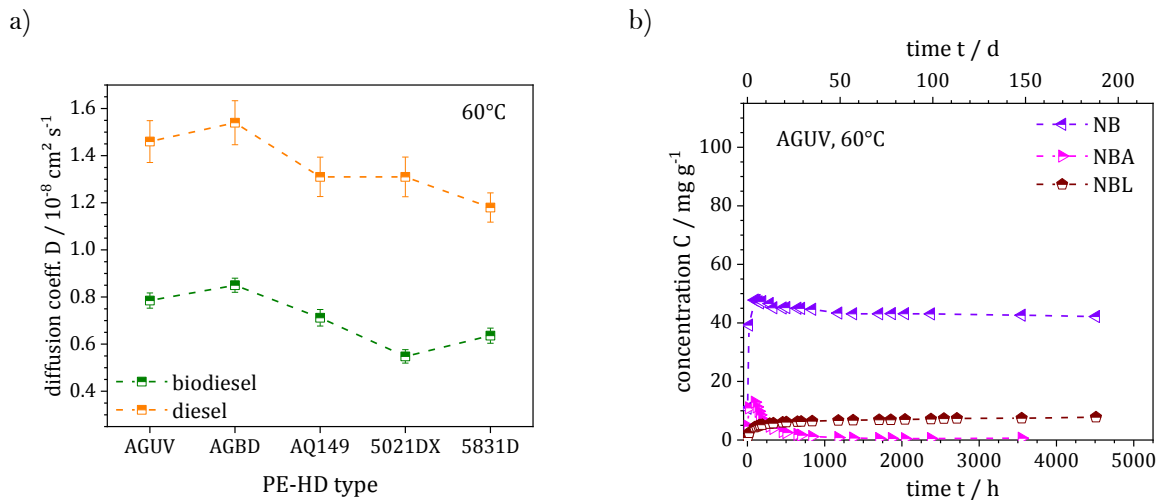 a)
diffusion coeff. D / 10⁻⁸ cm² s⁻¹
1.6
1.4
1.2
1.0
0.8
0.6
0.4
60°C
biodiesel
diesel
AGUV AGBD AQ149 5021DX 5831D
PE-HD type
b)
time t / d
0 50 100 150 200
concentration C / mg g⁻¹
100
80
60
40
20
0
AGUV, 60°C
NB
NBA
NBL
0 1000 2000 3000 4000 5000
time t / h